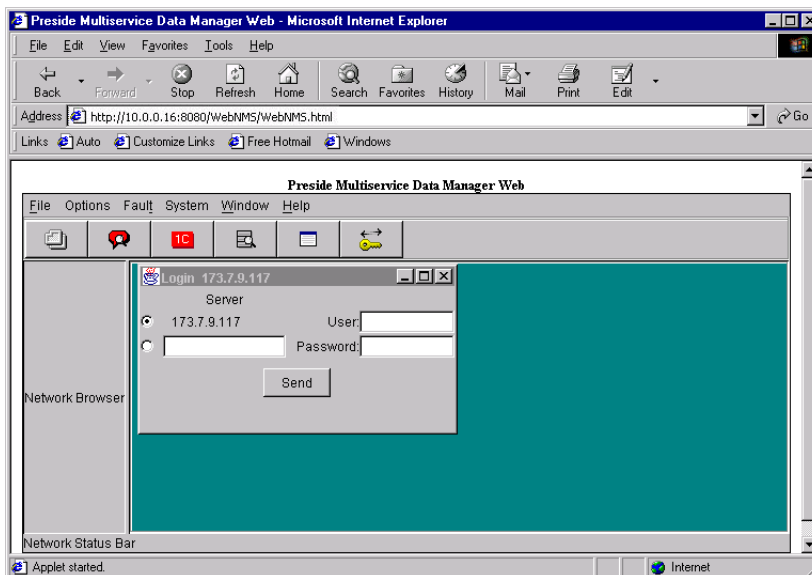 Preside Multiservice Data Manager Web - Microsoft Internet Explorer
File Edit View Favorites Tools Help
Back Forward Stop Refresh Home Search Favorites History Mail Print Edit
Address http://10.0.0.16:8080/WebNMS/WebNMS.html Go
Links Auto Customize Links Free Hotmail Windows
Preside Multiservice Data Manager Web
File Options Fault System Window Help
1C
Login 173.7.9.117
Server
173.7.9.117 User:
Password:
Send
Network Browser
Network Status Bar
Applet started. Internet